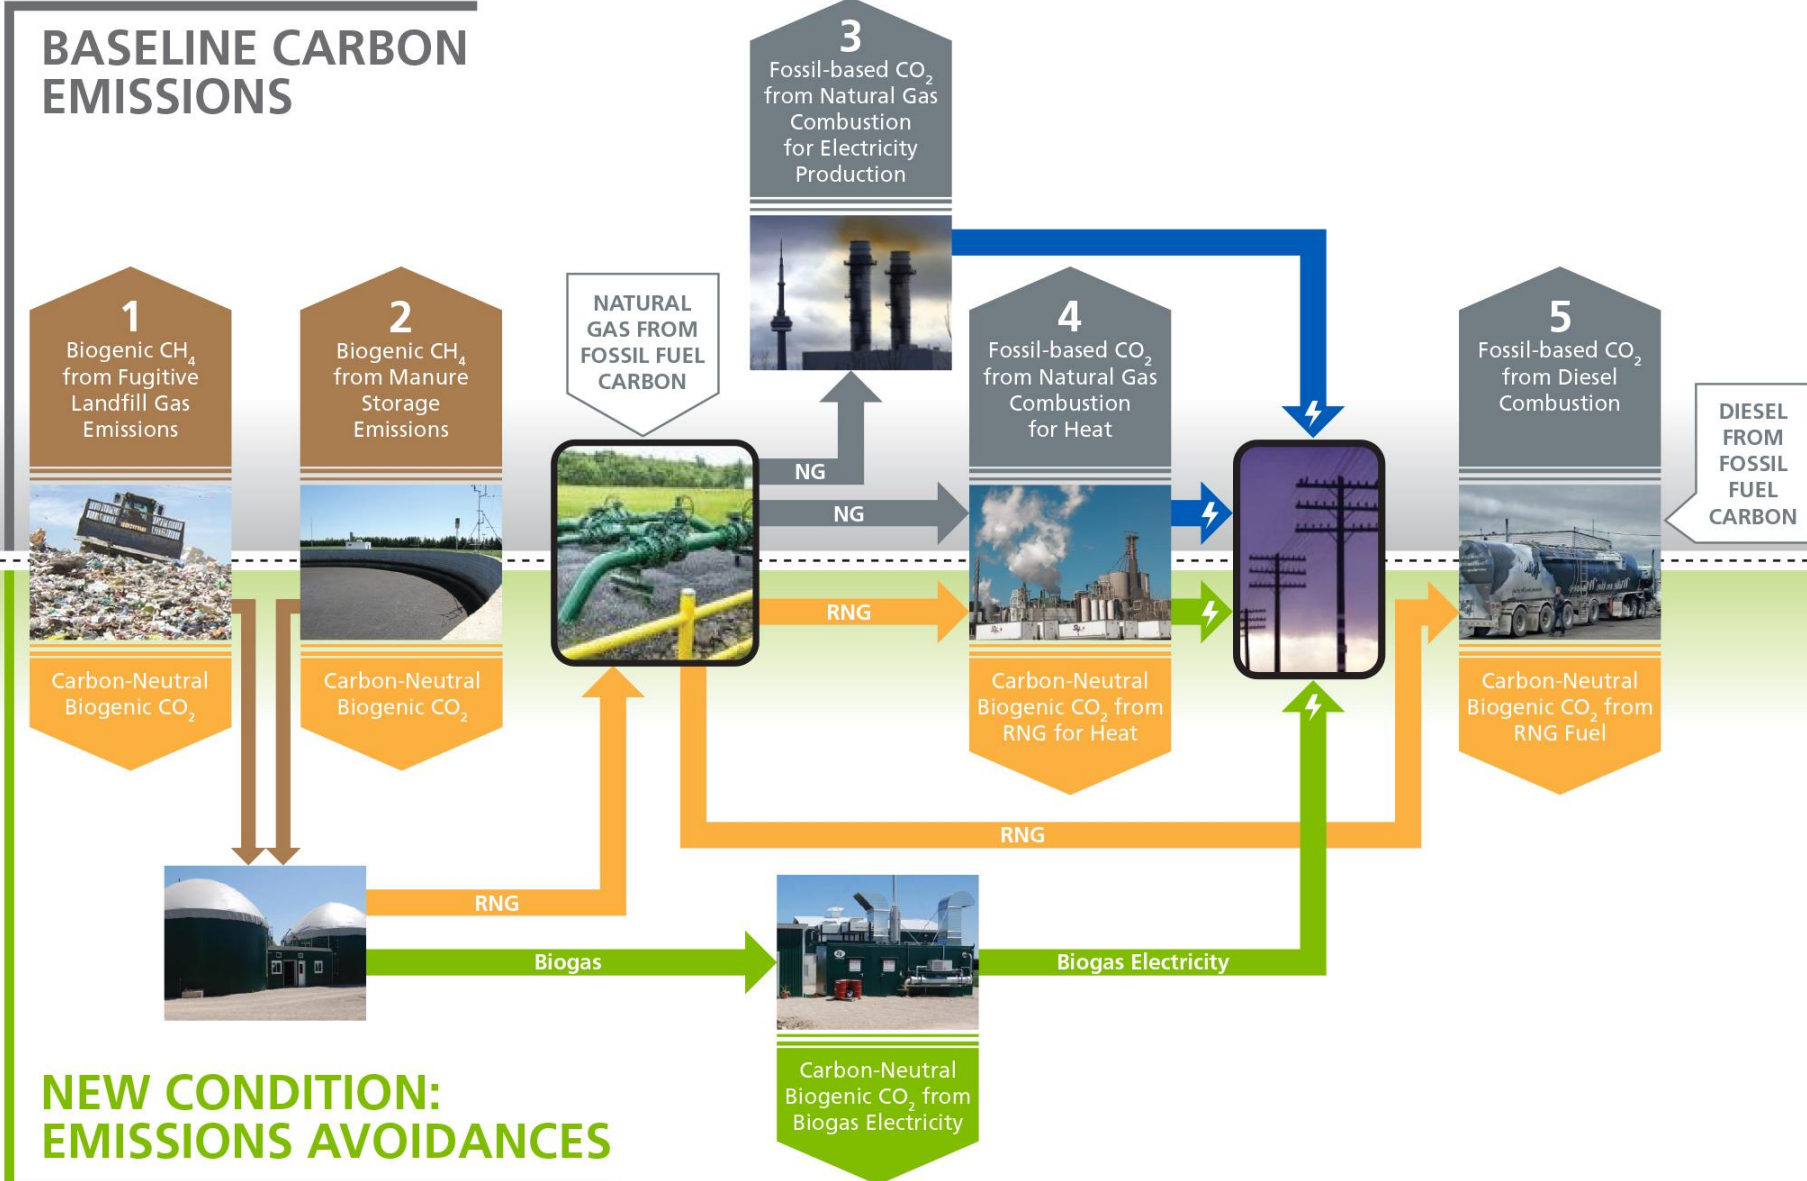 BASELINE CARBON
EMISSIONS
3
Fossil-based CO₂
from Natural Gas
Combustion
for Electricity
Production
1
Biogenic CH₄
from Fugitive
Landfill Gas
Emissions
2
Biogenic CH₄
from Manure
Storage
Emissions
NATURAL
GAS FROM
FOSSIL FUEL
CARBON
4
Fossil-based CO₂
from Natural Gas
Combustion
for Heat
5
Fossil-based CO₂
from Diesel
Combustion
DIESEL
FROM
FOSSIL
FUEL
CARBON
NG
NG
RNG
Carbon-Neutral
Biogenic CO₂
Carbon-Neutral
Biogenic CO₂
Carbon-Neutral
Biogenic CO₂ from
RNG for Heat
Carbon-Neutral
Biogenic CO₂ from
RNG Fuel
RNG
RNG
Biogas
Biogas Electricity
Carbon-Neutral
Biogenic CO₂ from
Biogas Electricity
NEW CONDITION:
EMISSIONS AVOIDANCES